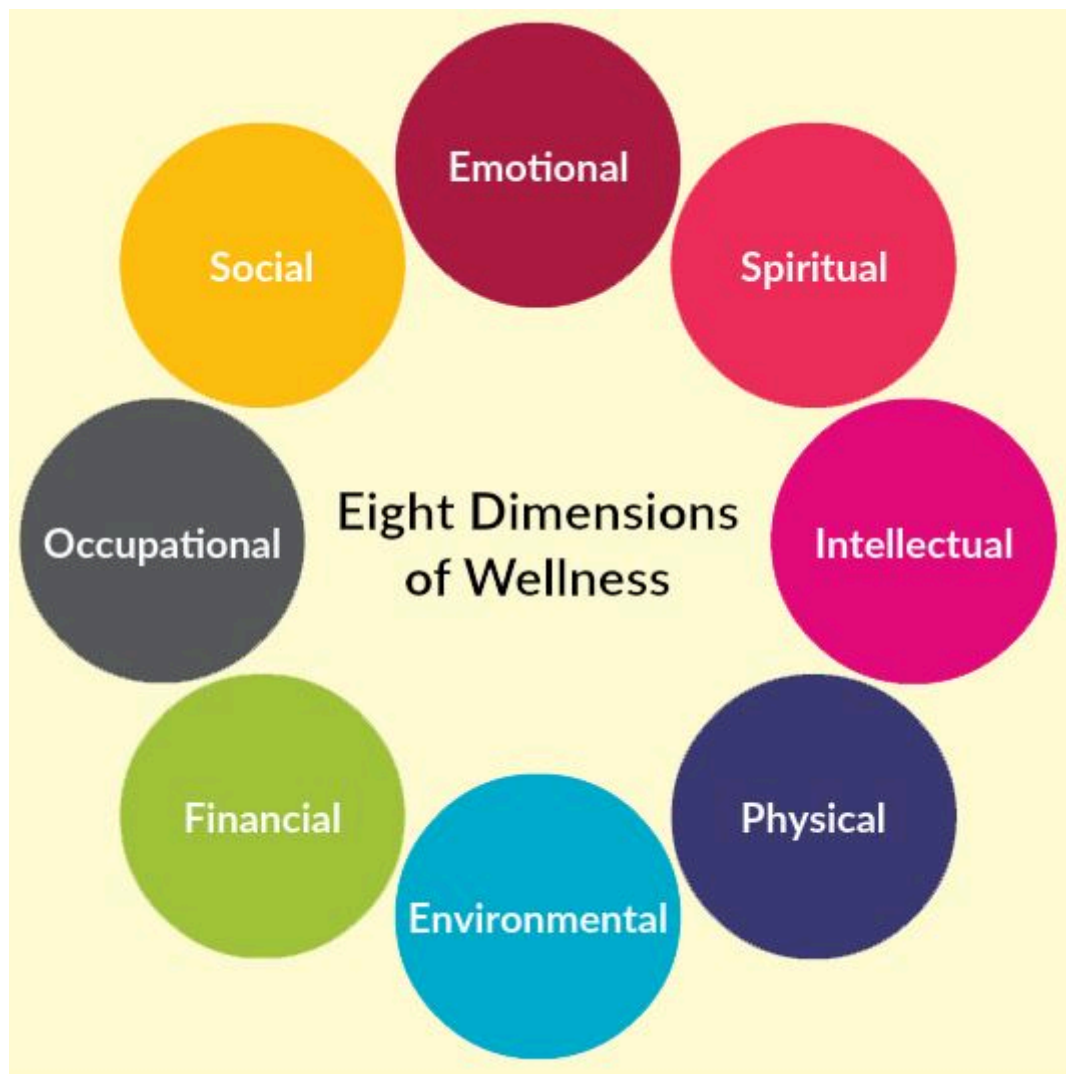 Emotional
Social
Spiritual
Occupational
Eight Dimensions
of Wellness
Intellectual
Financial
Physical
Environmental